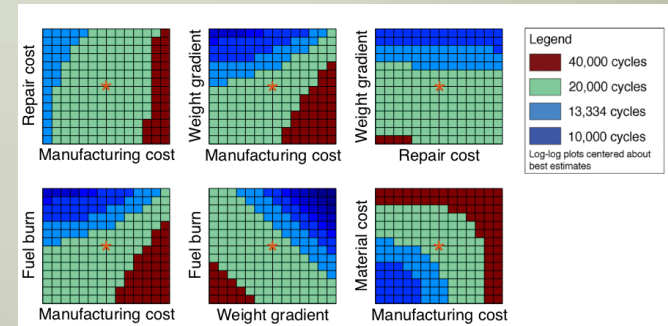 Repair cost
Manufacturing cost
Weight gradient
Manufacturing cost
Weight gradient
Repair cost
Legend
40,000 cycles
20,000 cycles
13,334 cycles
10,000 cycles
Log-log plots centered about
best estimates
Fuel burn
Manufacturing cost
Fuel burn
Weight gradient
Material cost
Manufacturing cost